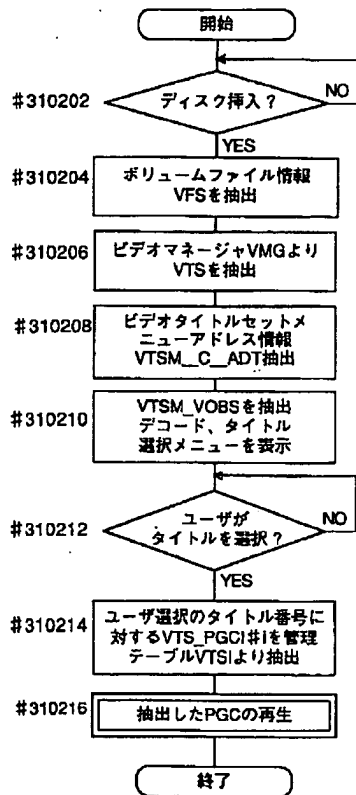 開始
#310202
ディスク挿入?
NO
YES
#310204
ボリュームファイル情報
VFSを抽出
#310206
ビデオマネージャVMGより
VTSを抽出
#310208
ビデオタイトルセットメ
ニューアドレス情報
VTSM__C__ADT抽出
#310210
VTSM_VOBSを抽出
デコード、タイトル
選択メニューを表示
#310212
ユーザが
タイトルを選択?
NO
YES
#310214
ユーザ選択のタイトル番号に
対するVTS_PGCI#iを管理
テーブルVTSIより抽出
#310216
抽出したPGCの再生
終了